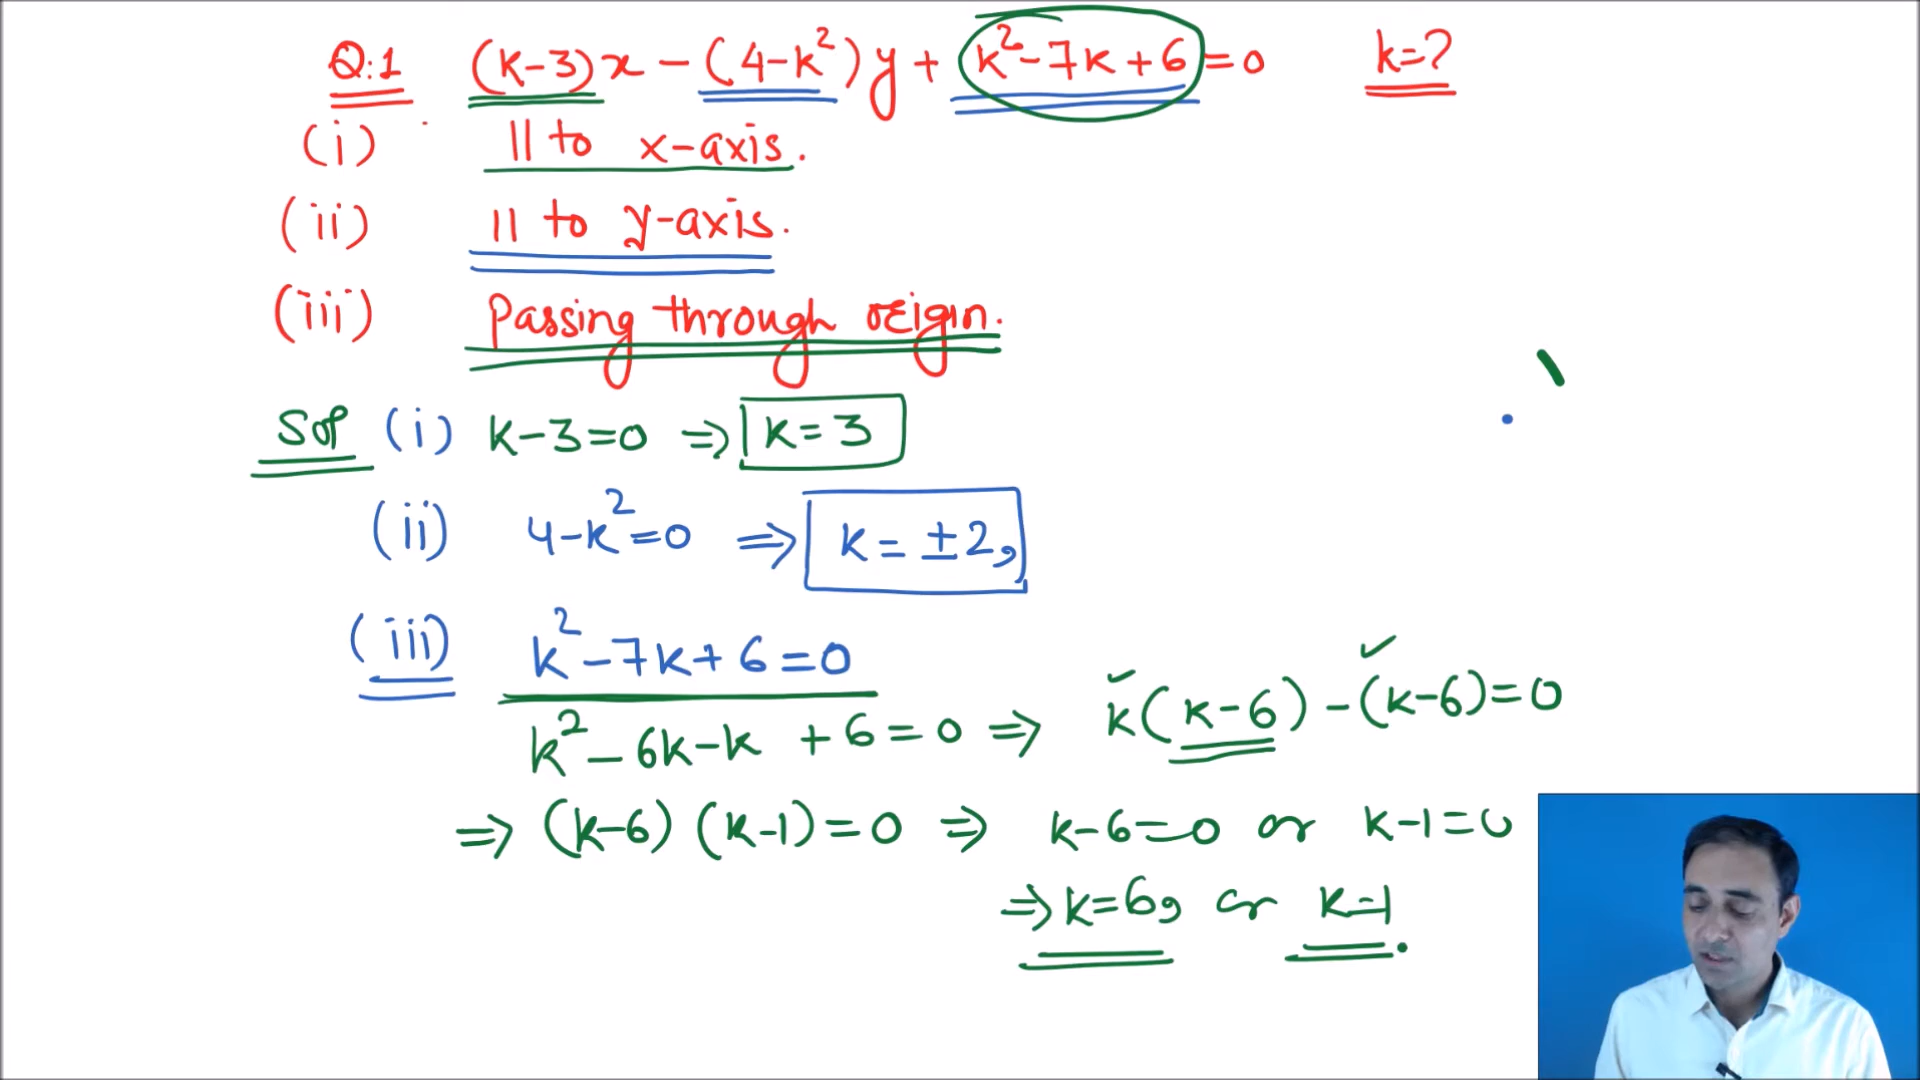 Q:1 (k-3)x - (4-k²)y + k²-7k+6 = 0 k=?
(i) || to x-axis.
(ii) || to y-axis.
(iii) Passing through origin.
Solⁿ (i) k-3=0 ⇒ k=3
(ii) 4-k²=0 ⇒ k=±2,
(iii) k²-7k+6=0
k²-6k-k+6=0 ⇒ k(k-6)-(k-6)=0
⇒ (k-6)(k-1)=0 ⇒ k-6=0 or k-1=0
⇒ k=6, or k=1.